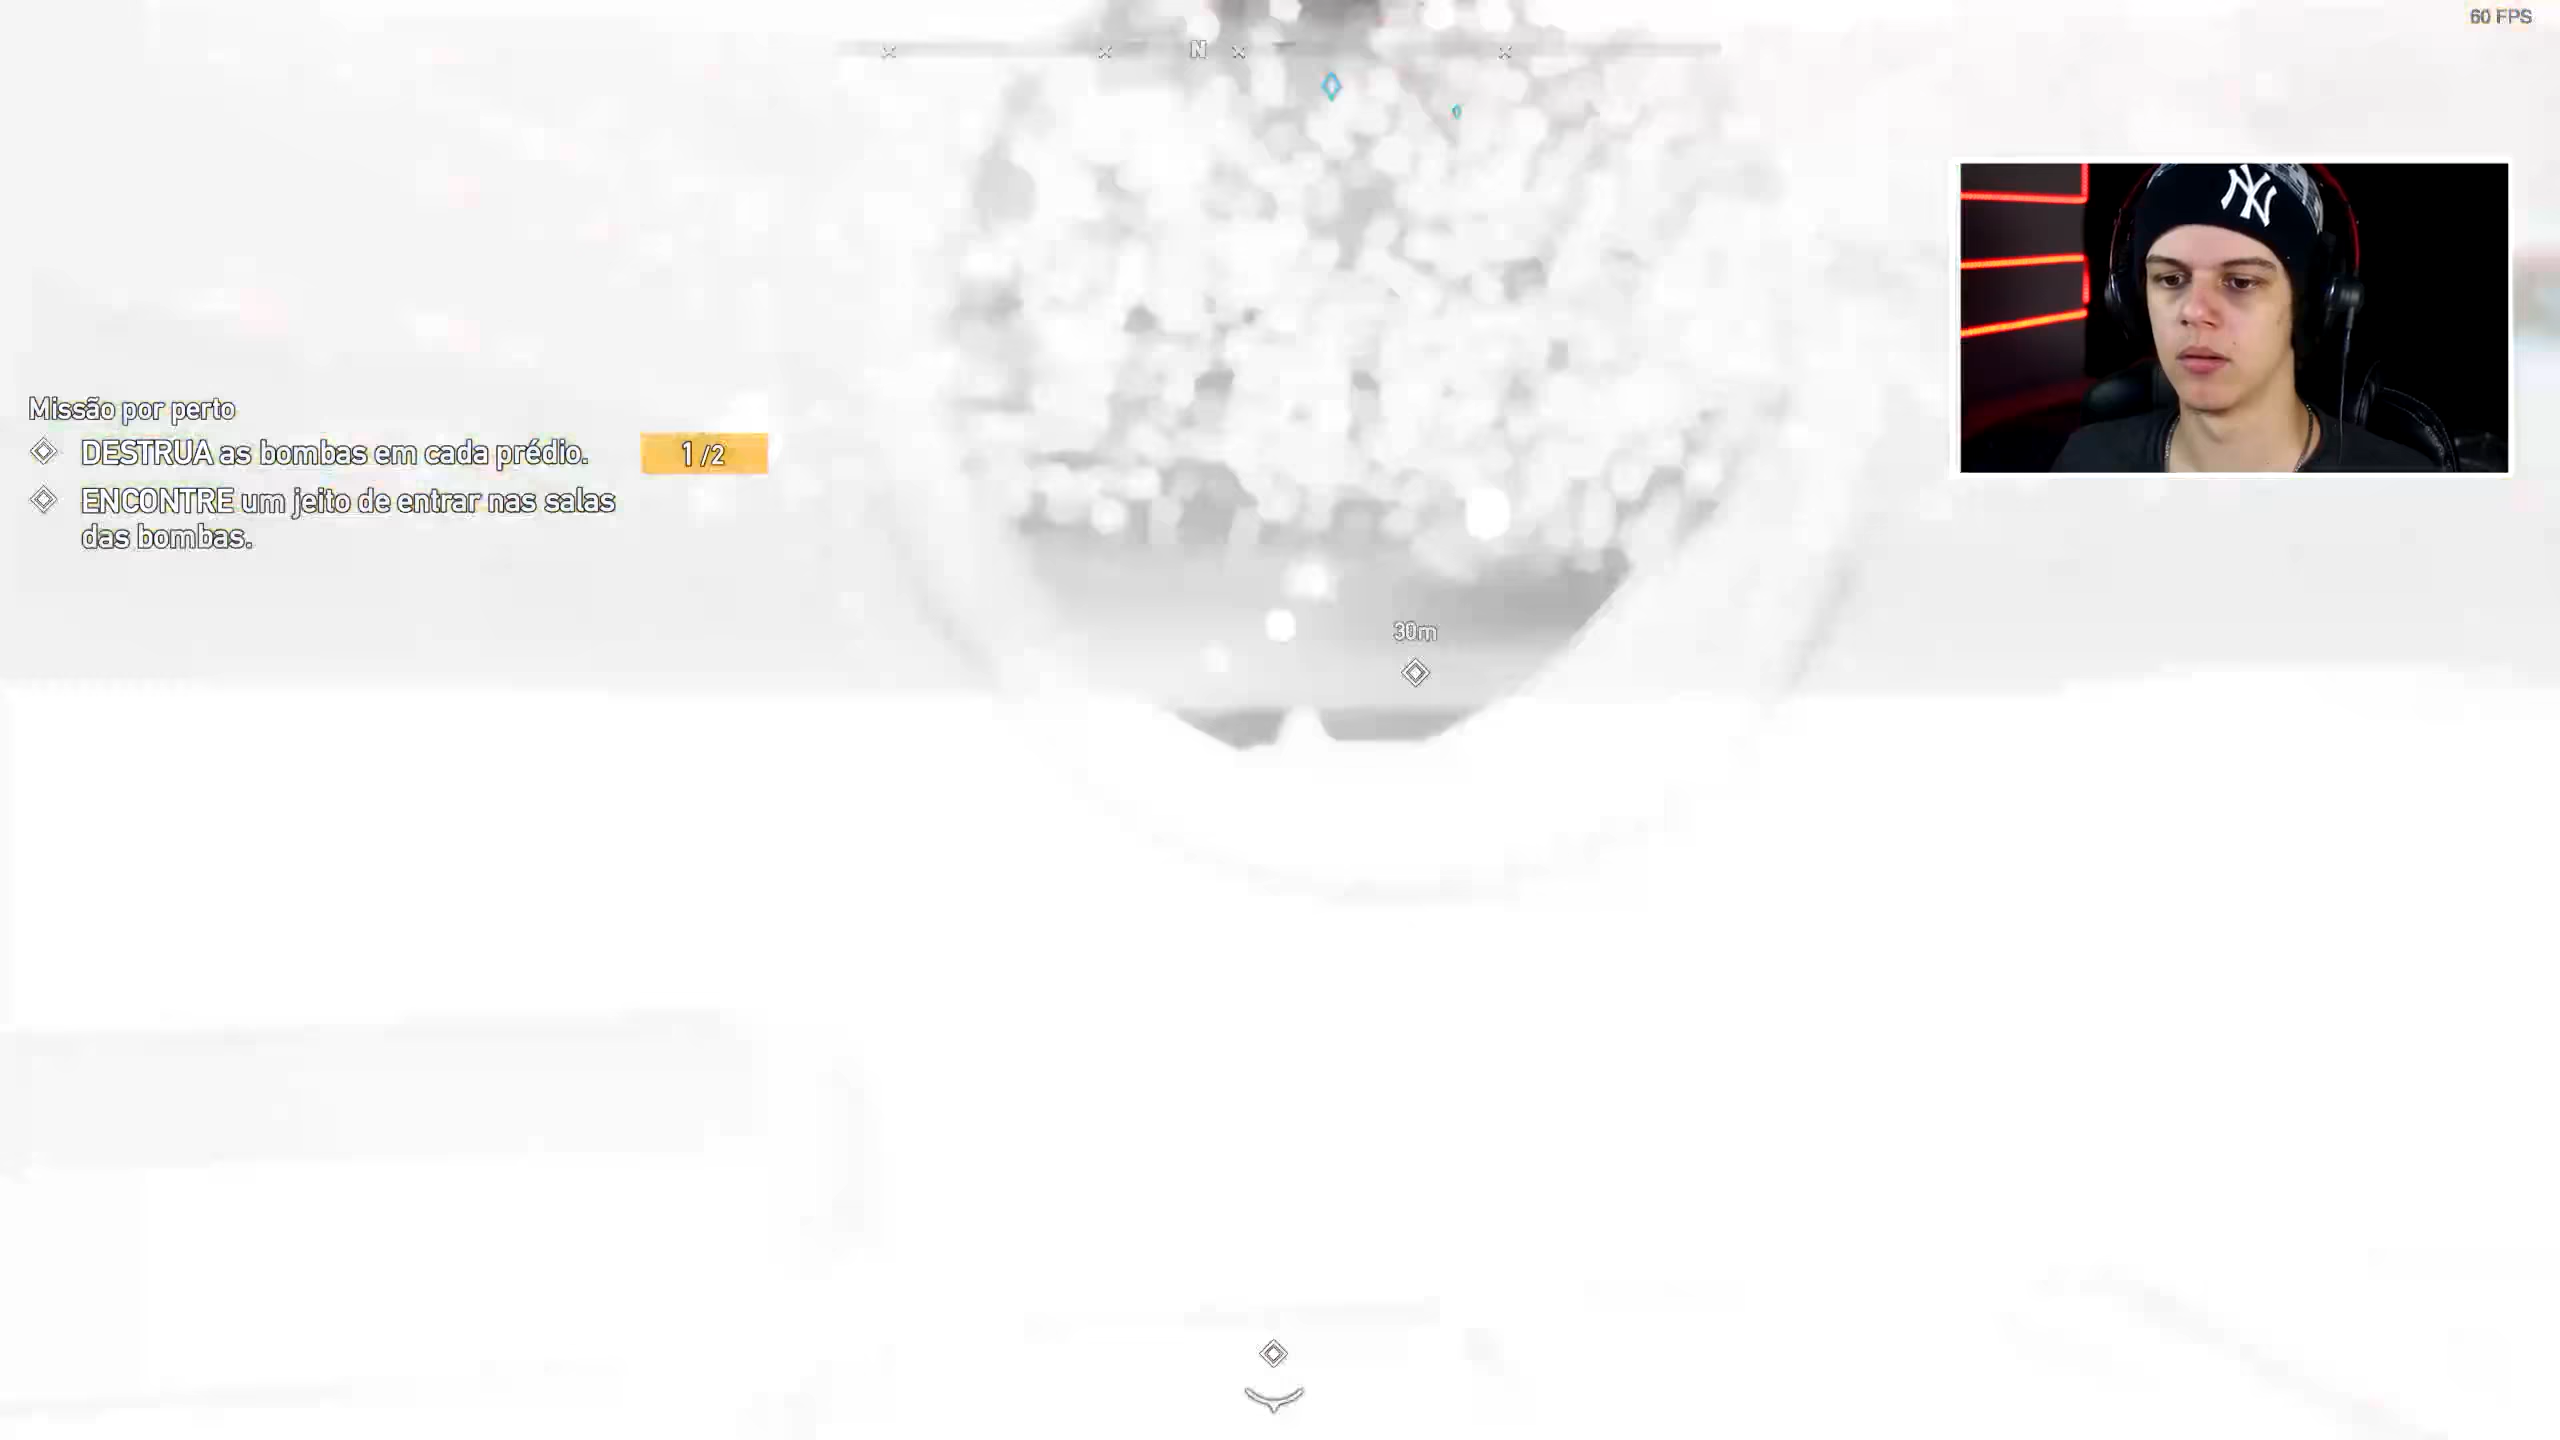 60 FPS
N
NY
Missão por perto
DESTRUA as bombas em cada prédio.
1/2
ENCONTRE um jeito de entrar nas salas
das bombas.
30m